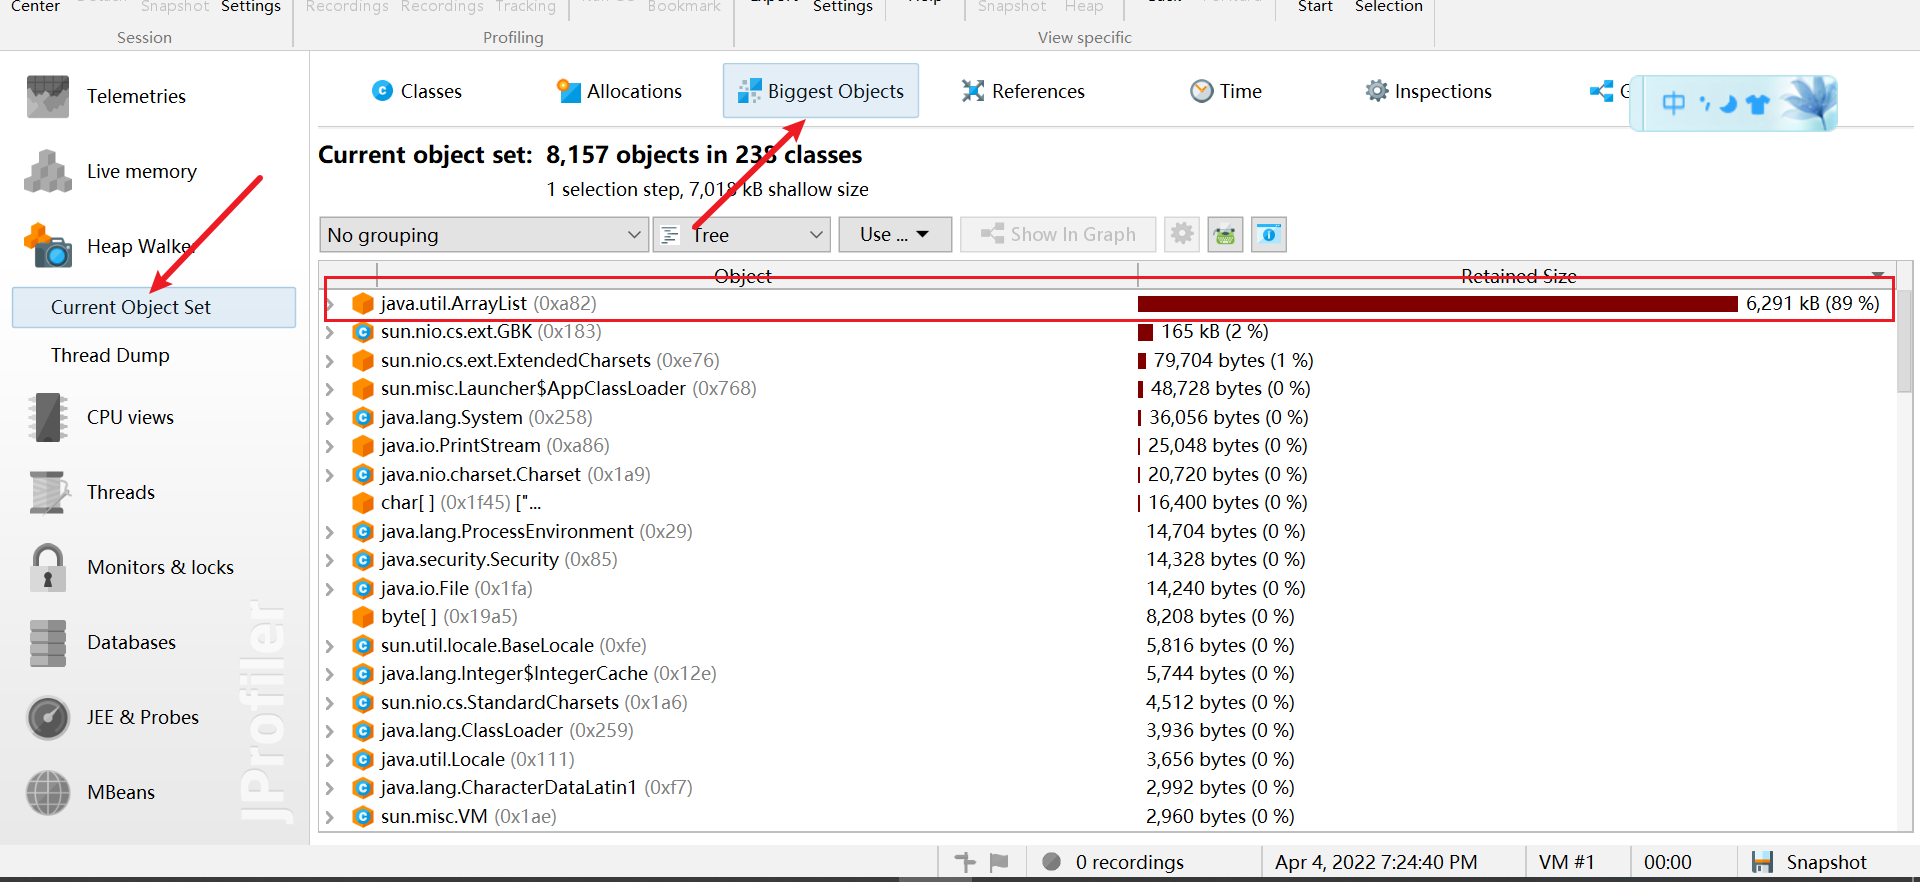 Center Detach Snapshot Settings Recordings Recordings Tracking Run GC Bookmark Export Settings Help Snapshot Heap Back Forward Start Selection
Session Profiling View specific
Telemetries
Live memory
Heap Walker
Current Object Set
Thread Dump
CPU views
Threads
Monitors & locks
Databases
JEE & Probes
MBeans
JProfiler
Classes Allocations Biggest Objects References Time Inspections G
中
Current object set: 8,157 objects in 238 classes
1 selection step, 7,018 kB shallow size
No grouping Tree Use ... Show In Graph
Object Retained Size
java.util.ArrayList (0xa82) 6,291 kB (89 %)
sun.nio.cs.ext.GBK (0x183) 165 kB (2 %)
sun.nio.cs.ext.ExtendedCharsets (0xe76) 79,704 bytes (1 %)
sun.misc.Launcher$AppClassLoader (0x768) 48,728 bytes (0 %)
java.lang.System (0x258) 36,056 bytes (0 %)
java.io.PrintStream (0xa86) 25,048 bytes (0 %)
java.nio.charset.Charset (0x1a9) 20,720 bytes (0 %)
char[ ] (0x1f45) ["... 16,400 bytes (0 %)
java.lang.ProcessEnvironment (0x29) 14,704 bytes (0 %)
java.security.Security (0x85) 14,328 bytes (0 %)
java.io.File (0x1fa) 14,240 bytes (0 %)
byte[ ] (0x19a5) 8,208 bytes (0 %)
sun.util.locale.BaseLocale (0xfe) 5,816 bytes (0 %)
java.lang.Integer$IntegerCache (0x12e) 5,744 bytes (0 %)
sun.nio.cs.StandardCharsets (0x1a6) 4,512 bytes (0 %)
java.lang.ClassLoader (0x259) 3,936 bytes (0 %)
java.util.Locale (0x111) 3,656 bytes (0 %)
java.lang.CharacterDataLatin1 (0xf7) 2,992 bytes (0 %)
sun.misc.VM (0x1ae) 2,960 bytes (0 %)
0 recordings Apr 4, 2022 7:24:40 PM VM #1 00:00 Snapshot